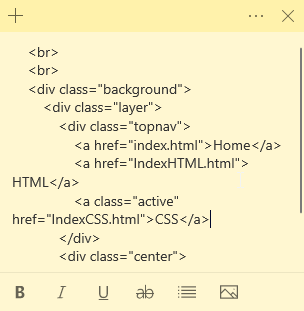 <br>
<br>
<div class="background">
<div class="layer">
<div class="topnav">
<a href="index.html">Home</a>
<a href="IndexHTML.html">
HTML</a>
<a class="active"
href="IndexCSS.html">CSS</a>
</div>
<div class="center">
B I U ab